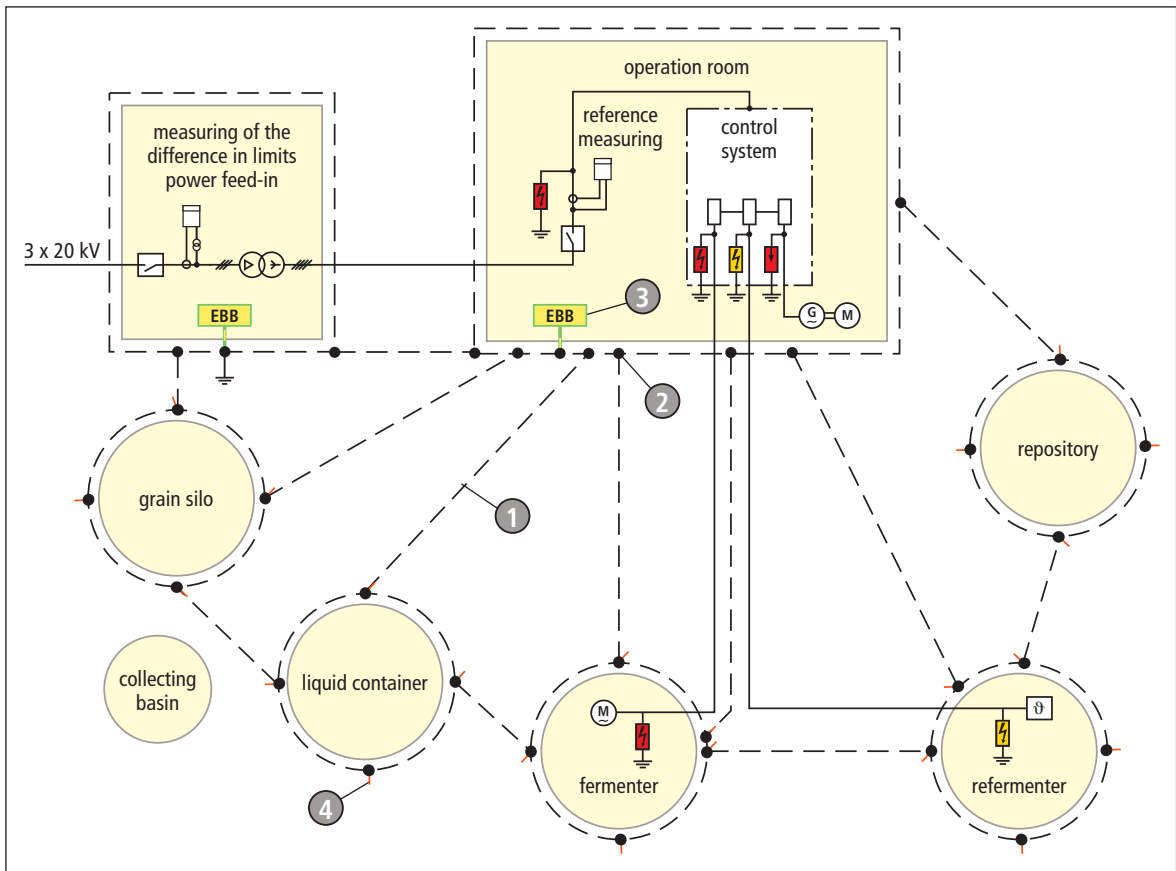 operation room
measuring of the
difference in limits
power feed-in
reference
measuring
control
system
3 x 20 kV
EBB
EBB
3
G
~
M
2
grain silo
repository
1
collecting
basin
liquid container
M
~
ϑ
fermenter
refermenter
4